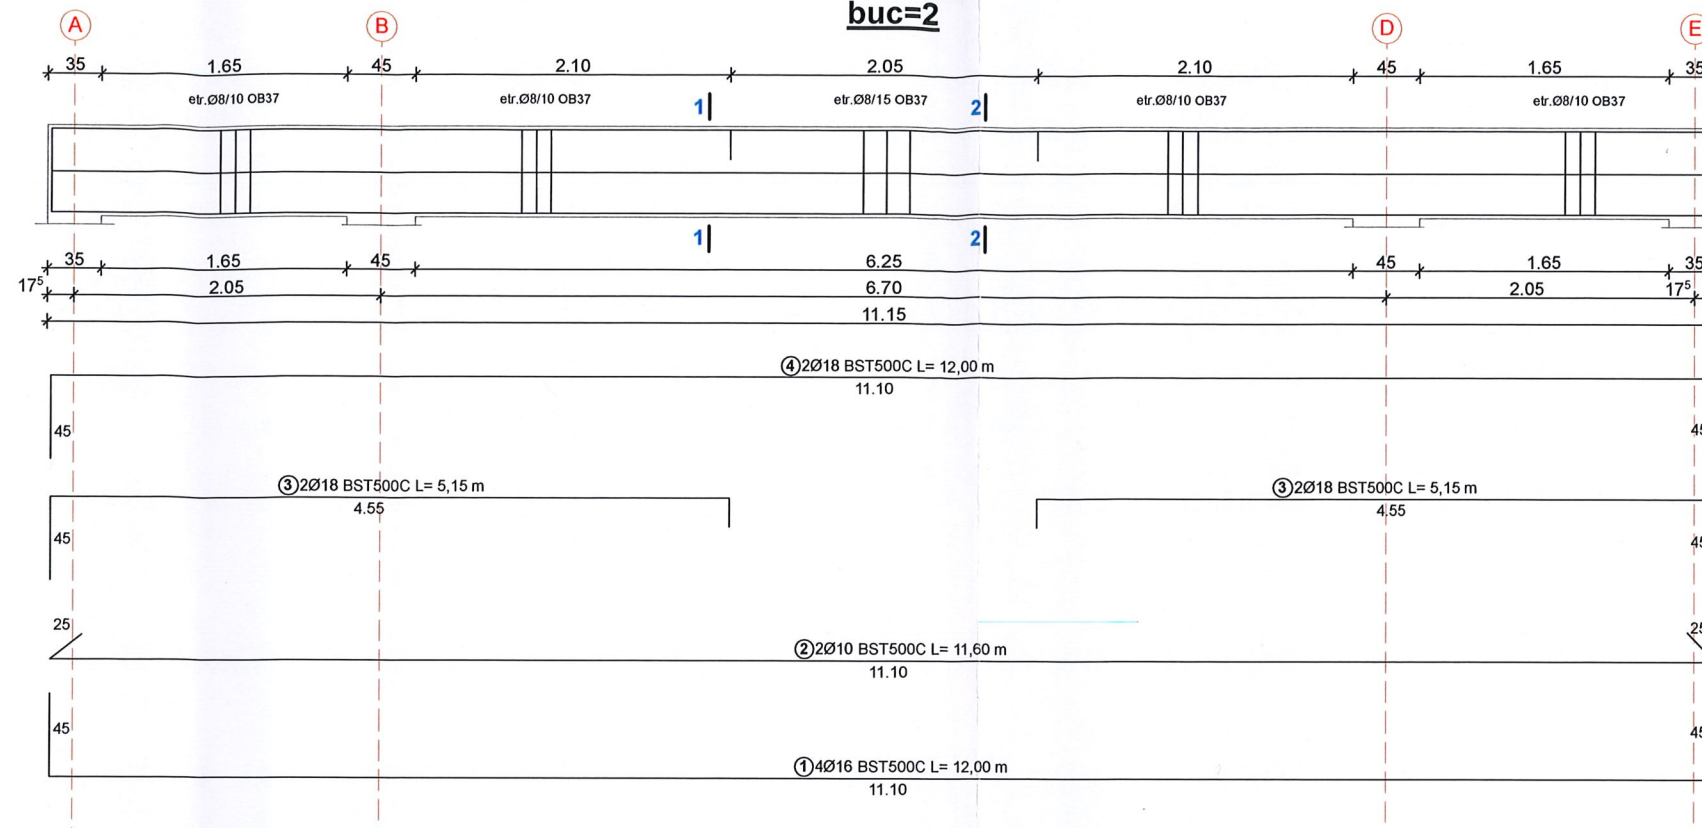 buc=2
A B D E
35 1.65 45 2.10 2.05 2.10 45 1.65 35
etr.Ø8/10 OB37 etr.Ø8/10 OB37 etr.Ø8/15 OB37 etr.Ø8/10 OB37 etr.Ø8/10 OB37
1 2
1 2
35 1.65 45 6.25 45 1.65 35
17⁵ 2.05 6.70 2.05 17⁵
11.15
④2Ø18 BST500C L= 12,00 m
11.10
45 45
③2Ø18 BST500C L= 5,15 m ③2Ø18 BST500C L= 5,15 m
4.55 4.55
45 45
25 25
②2Ø10 BST500C L= 11,60 m
11.10
45 45
①4Ø16 BST500C L= 12,00 m
11.10